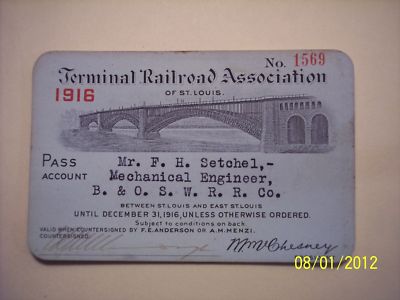 No. 1569
Terminal Railroad Association
1916
OF ST. LOUIS.
PASS Mr. F. H. Setchel,-
ACCOUNT Mechanical Engineer,
B. & O. S. W. R. R. Co.
BETWEEN ST. LOUIS AND EAST ST. LOUIS
UNTIL DECEMBER 31, 1916, UNLESS OTHERWISE ORDERED.
Subject to conditions on back.
VALID WHEN COUNTERSIGNED BY F. E. ANDERSON OR A. M. MENZI.
COUNTERSIGNED
W. McChesney
08/01/2012